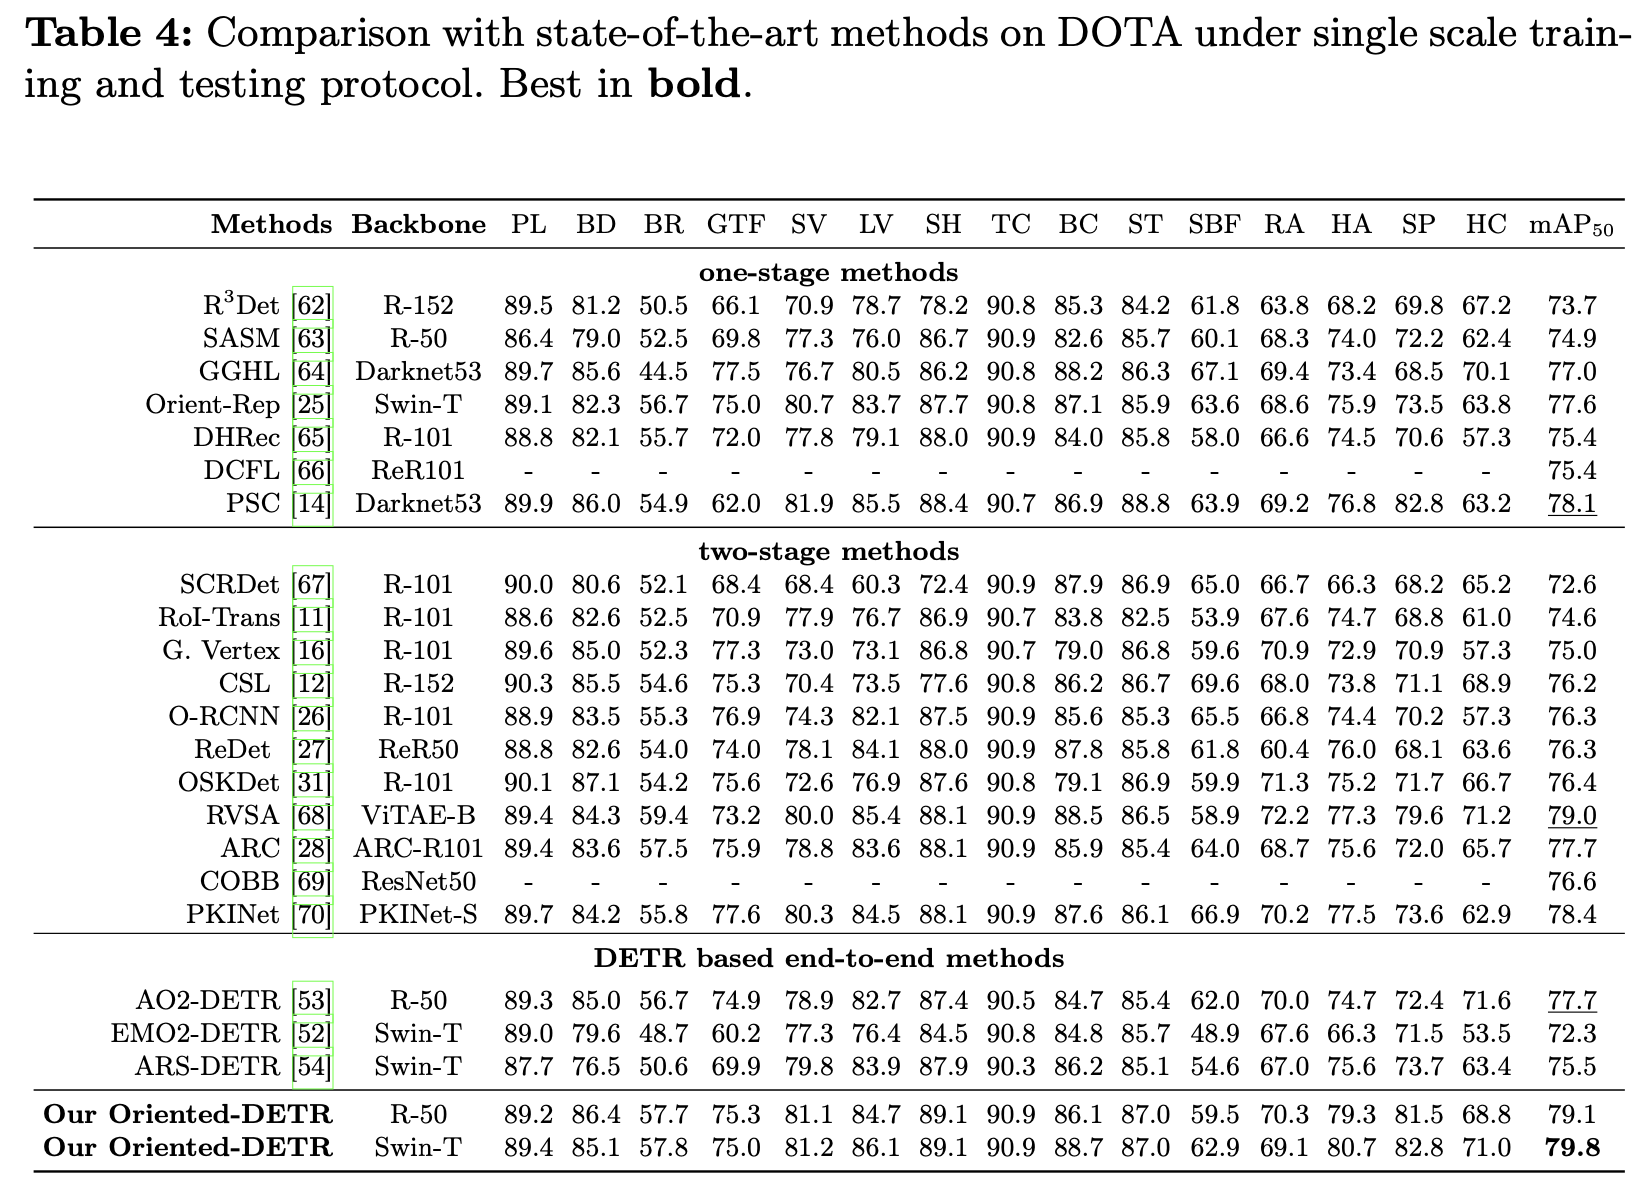 Table 4: Comparison with state-of-the-art methods on DOTA under single scale train-
ing and testing protocol. Best in bold.
Methods Backbone PL BD BR GTF SV LV SH TC BC ST SBF RA HA SP HC mAP₅₀
one-stage methods
R³Det [62] R-152 89.5 81.2 50.5 66.1 70.9 78.7 78.2 90.8 85.3 84.2 61.8 63.8 68.2 69.8 67.2 73.7
SASM [63] R-50 86.4 79.0 52.5 69.8 77.3 76.0 86.7 90.9 82.6 85.7 60.1 68.3 74.0 72.2 62.4 74.9
GGHL [64] Darknet53 89.7 85.6 44.5 77.5 76.7 80.5 86.2 90.8 88.2 86.3 67.1 69.4 73.4 68.5 70.1 77.0
Orient-Rep [25] Swin-T 89.1 82.3 56.7 75.0 80.7 83.7 87.7 90.8 87.1 85.9 63.6 68.6 75.9 73.5 63.8 77.6
DHRec [65] R-101 88.8 82.1 55.7 72.0 77.8 79.1 88.0 90.9 84.0 85.8 58.0 66.6 74.5 70.6 57.3 75.4
DCFL [66] ReR101 - - - - - - - - - - - - - - - 75.4
PSC [14] Darknet53 89.9 86.0 54.9 62.0 81.9 85.5 88.4 90.7 86.9 88.8 63.9 69.2 76.8 82.8 63.2 78.1
two-stage methods
SCRDet [67] R-101 90.0 80.6 52.1 68.4 68.4 60.3 72.4 90.9 87.9 86.9 65.0 66.7 66.3 68.2 65.2 72.6
RoI-Trans [11] R-101 88.6 82.6 52.5 70.9 77.9 76.7 86.9 90.7 83.8 82.5 53.9 67.6 74.7 68.8 61.0 74.6
G. Vertex [16] R-101 89.6 85.0 52.3 77.3 73.0 73.1 86.8 90.7 79.0 86.8 59.6 70.9 72.9 70.9 57.3 75.0
CSL [12] R-152 90.3 85.5 54.6 75.3 70.4 73.5 77.6 90.8 86.2 86.7 69.6 68.0 73.8 71.1 68.9 76.2
O-RCNN [26] R-101 88.9 83.5 55.3 76.9 74.3 82.1 87.5 90.9 85.6 85.3 65.5 66.8 74.4 70.2 57.3 76.3
ReDet [27] ReR50 88.8 82.6 54.0 74.0 78.1 84.1 88.0 90.9 87.8 85.8 61.8 60.4 76.0 68.1 63.6 76.3
OSKDet [31] R-101 90.1 87.1 54.2 75.6 72.6 76.9 87.6 90.8 79.1 86.9 59.9 71.3 75.2 71.7 66.7 76.4
RVSA [68] ViTAE-B 89.4 84.3 59.4 73.2 80.0 85.4 88.1 90.9 88.5 86.5 58.9 72.2 77.3 79.6 71.2 79.0
ARC [28] ARC-R101 89.4 83.6 57.5 75.9 78.8 83.6 88.1 90.9 85.9 85.4 64.0 68.7 75.6 72.0 65.7 77.7
COBB [69] ResNet50 - - - - - - - - - - - - - - - 76.6
PKINet [70] PKINet-S 89.7 84.2 55.8 77.6 80.3 84.5 88.1 90.9 87.6 86.1 66.9 70.2 77.5 73.6 62.9 78.4
DETR based end-to-end methods
AO2-DETR [53] R-50 89.3 85.0 56.7 74.9 78.9 82.7 87.4 90.5 84.7 85.4 62.0 70.0 74.7 72.4 71.6 77.7
EMO2-DETR [52] Swin-T 89.0 79.6 48.7 60.2 77.3 76.4 84.5 90.8 84.8 85.7 48.9 67.6 66.3 71.5 53.5 72.3
ARS-DETR [54] Swin-T 87.7 76.5 50.6 69.9 79.8 83.9 87.9 90.3 86.2 85.1 54.6 67.0 75.6 73.7 63.4 75.5
Our Oriented-DETR R-50 89.2 86.4 57.7 75.3 81.1 84.7 89.1 90.9 86.1 87.0 59.5 70.3 79.3 81.5 68.8 79.1
Our Oriented-DETR Swin-T 89.4 85.1 57.8 75.0 81.2 86.1 89.1 90.9 88.7 87.0 62.9 69.1 80.7 82.8 71.0 79.8